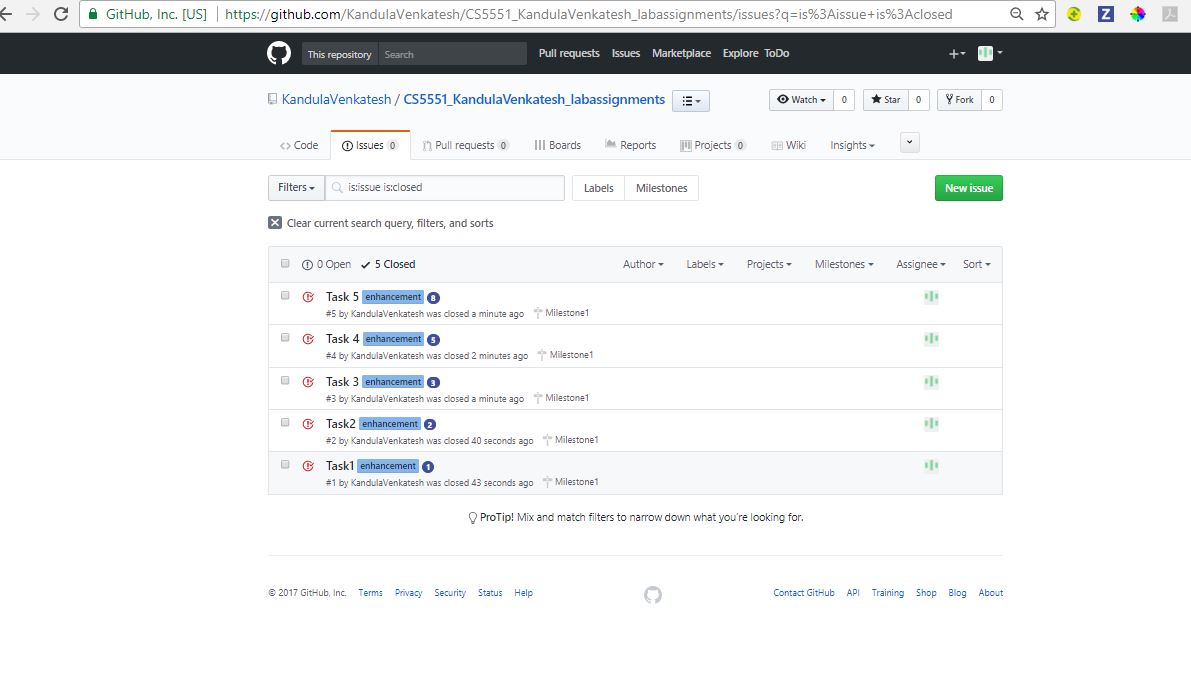 GitHub, Inc. [US] https://github.com/KandulaVenkatesh/CS5551_KandulaVenkatesh_labassignments/issues?q=is%3Aissue+is%3Aclosed Z
This repository Search Pull requests Issues Marketplace Explore ToDo
KandulaVenkatesh / CS5551_KandulaVenkatesh_labassignments Watch 0 Star 0 Fork 0
Code Issues 0 Pull requests 0 Boards Reports Projects 0 Wiki Insights
Filters is:issue is:closed Labels Milestones New issue
Clear current search query, filters, and sorts
0 Open 5 Closed Author Labels Projects Milestones Assignee Sort
Task 5 enhancement 8
#5 by KandulaVenkatesh was closed a minute ago Milestone1
Task 4 enhancement 5
#4 by KandulaVenkatesh was closed 2 minutes ago Milestone1
Task 3 enhancement 3
#3 by KandulaVenkatesh was closed a minute ago Milestone1
Task2 enhancement 2
#2 by KandulaVenkatesh was closed 40 seconds ago Milestone1
Task1 enhancement 1
#1 by KandulaVenkatesh was closed 43 seconds ago Milestone1
ProTip! Mix and match filters to narrow down what you're looking for.
© 2017 GitHub, Inc. Terms Privacy Security Status Help Contact GitHub API Training Shop Blog About